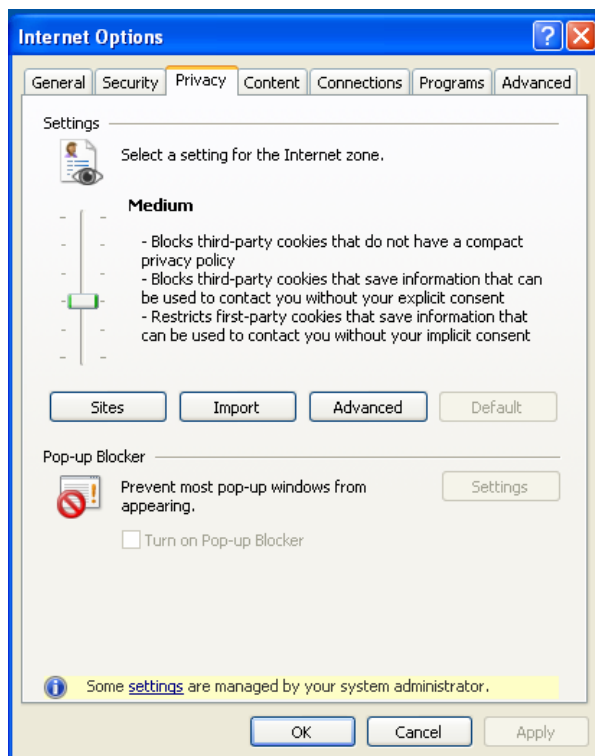 Internet Options
General Security Privacy Content Connections Programs Advanced
Settings
Select a setting for the Internet zone.
Medium
- Blocks third-party cookies that do not have a compact
privacy policy
- Blocks third-party cookies that save information that can
be used to contact you without your explicit consent
- Restricts first-party cookies that save information that
can be used to contact you without your implicit consent
Sites Import Advanced Default
Pop-up Blocker
Prevent most pop-up windows from
appearing.
Settings
Turn on Pop-up Blocker
Some settings are managed by your system administrator.
OK Cancel Apply